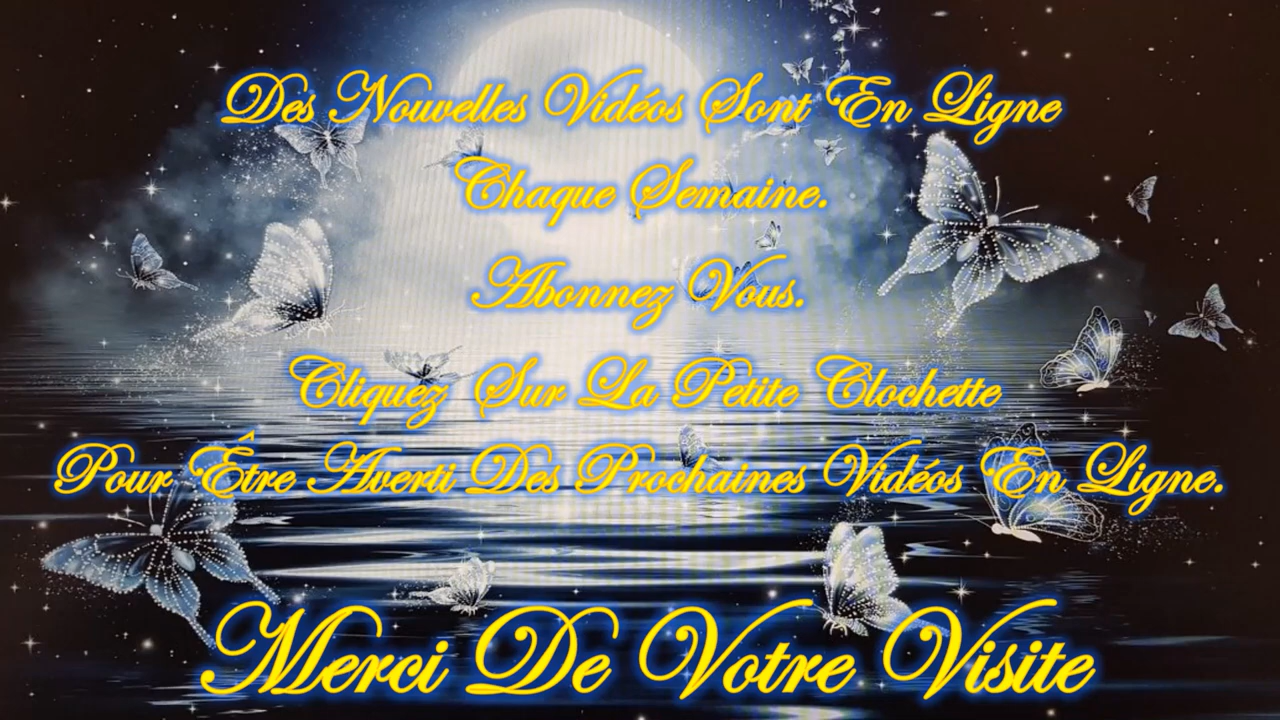 Des Nouvelles Vidéos Sont En Ligne
Chaque Semaine.
Abonnez Vous.
Cliquez Sur La Petite Clochette
Pour Être Averti Des Prochaines Vidéos En Ligne.
Merci De Votre Visite